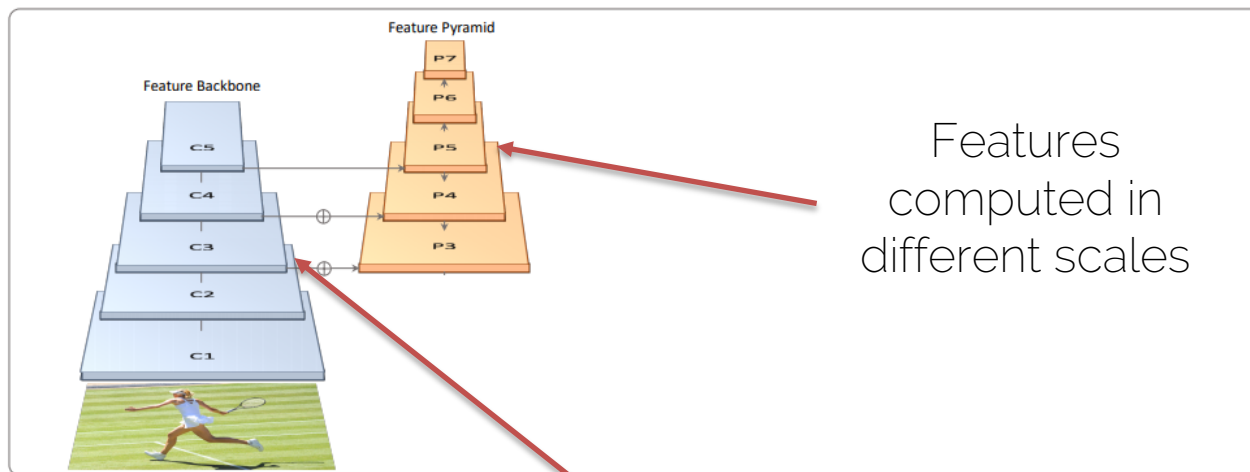 Feature Pyramid
P7
Feature Backbone
P6
C5
P5
C4
P4
C3
P3
C2
C1
Features
computed in
different scales